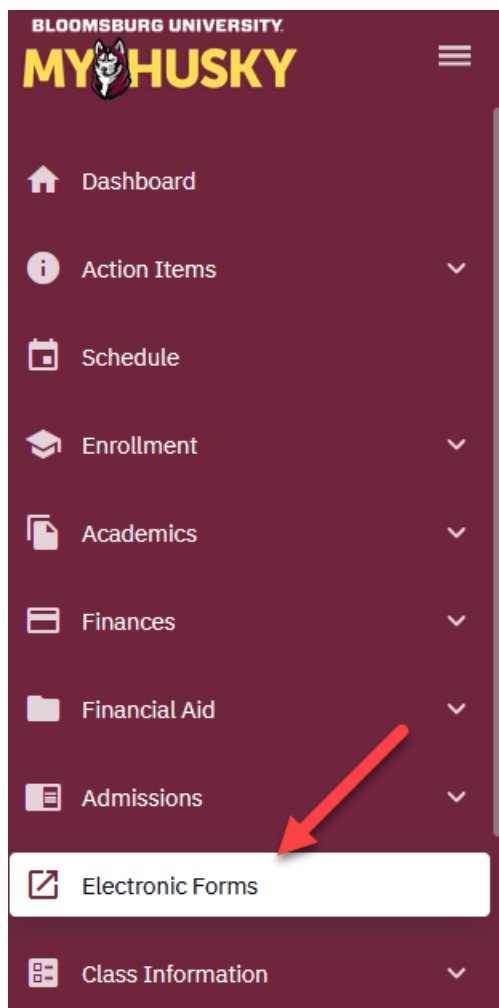 BLOOMSBURG UNIVERSITY.
MY HUSKY
Dashboard
Action Items
Schedule
Enrollment
Academics
Finances
Financial Aid
Admissions
Electronic Forms
Class Information